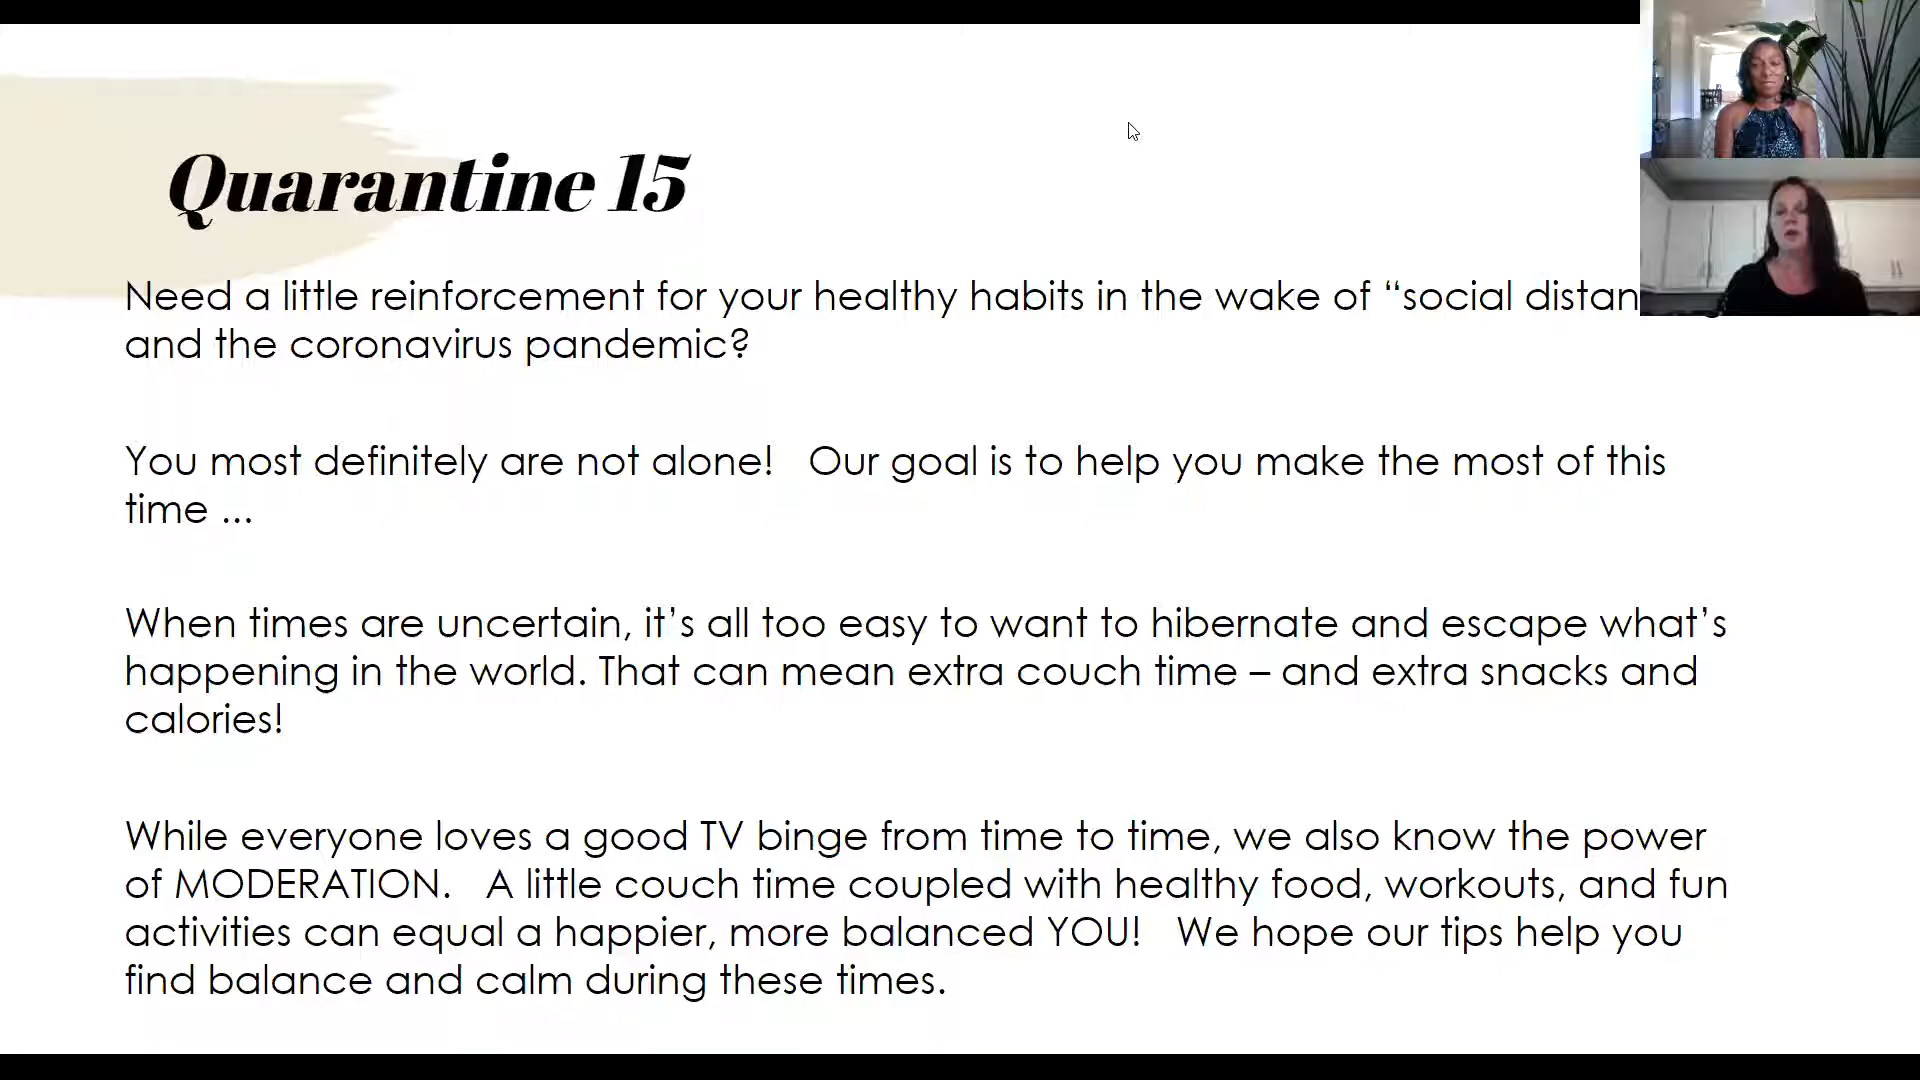 Quarantine 15
Need a little reinforcement for your healthy habits in the wake of “social distan
and the coronavirus pandemic?
You most definitely are not alone! Our goal is to help you make the most of this
time ...
When times are uncertain, it’s all too easy to want to hibernate and escape what’s
happening in the world. That can mean extra couch time – and extra snacks and
calories!
While everyone loves a good TV binge from time to time, we also know the power
of MODERATION. A little couch time coupled with healthy food, workouts, and fun
activities can equal a happier, more balanced YOU! We hope our tips help you
find balance and calm during these times.